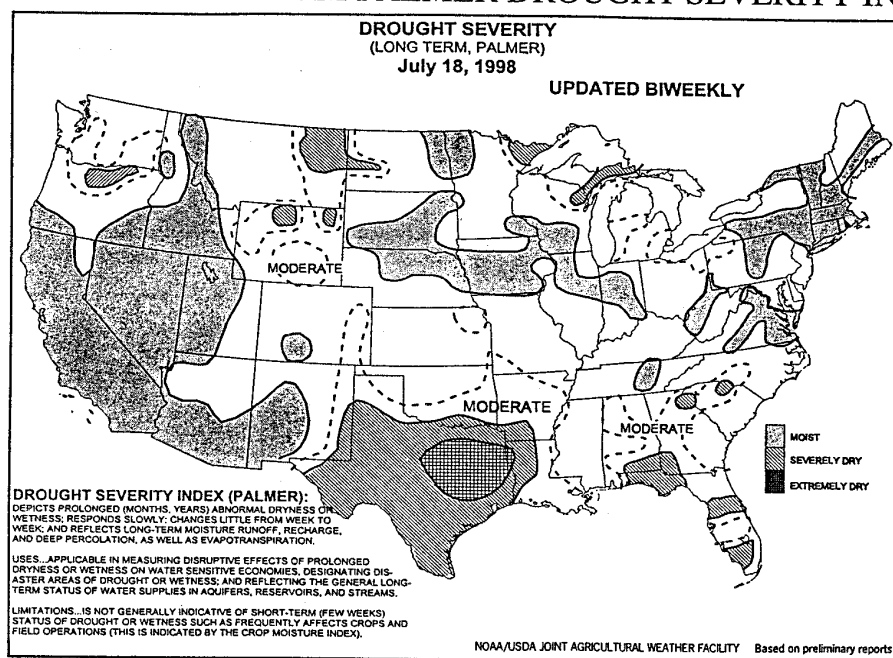 PALMER DROUGHT SEVERITY IN
DROUGHT SEVERITY
(LONG TERM, PALMER)
July 18, 1998
UPDATED BIWEEKLY
MODERATE
MODERATE
MODERATE
MOIST
SEVERELY DRY
EXTREMELY DRY
DROUGHT SEVERITY INDEX (PALMER):
DEPICTS PROLONGED (MONTHS, YEARS) ABNORMAL DRYNESS OR
WETNESS; RESPONDS SLOWLY; CHANGES LITTLE FROM WEEK TO
WEEK; AND REFLECTS LONG-TERM MOISTURE RUNOFF, RECHARGE,
AND DEEP PERCOLATION, AS WELL AS EVAPOTRANSPIRATION.
USES...APPLICABLE IN MEASURING DISRUPTIVE EFFECTS OF PROLONGED
DRYNESS OR WETNESS ON WATER SENSITIVE ECONOMIES, DESIGNATING DIS-
ASTER AREAS OF DROUGHT OR WETNESS; AND REFLECTING THE GENERAL LONG-
TERM STATUS OF WATER SUPPLIES IN AQUIFERS, RESERVOIRS, AND STREAMS.
LIMITATIONS...IS NOT GENERALLY INDICATIVE OF SHORT-TERM (FEW WEEKS)
STATUS OF DROUGHT OR WETNESS SUCH AS FREQUENTLY AFFECTS CROPS AND
FIELD OPERATIONS (THIS IS INDICATED BY THE CROP MOISTURE INDEX).
NOAA/USDA JOINT AGRICULTURAL WEATHER FACILITY Based on preliminary reports